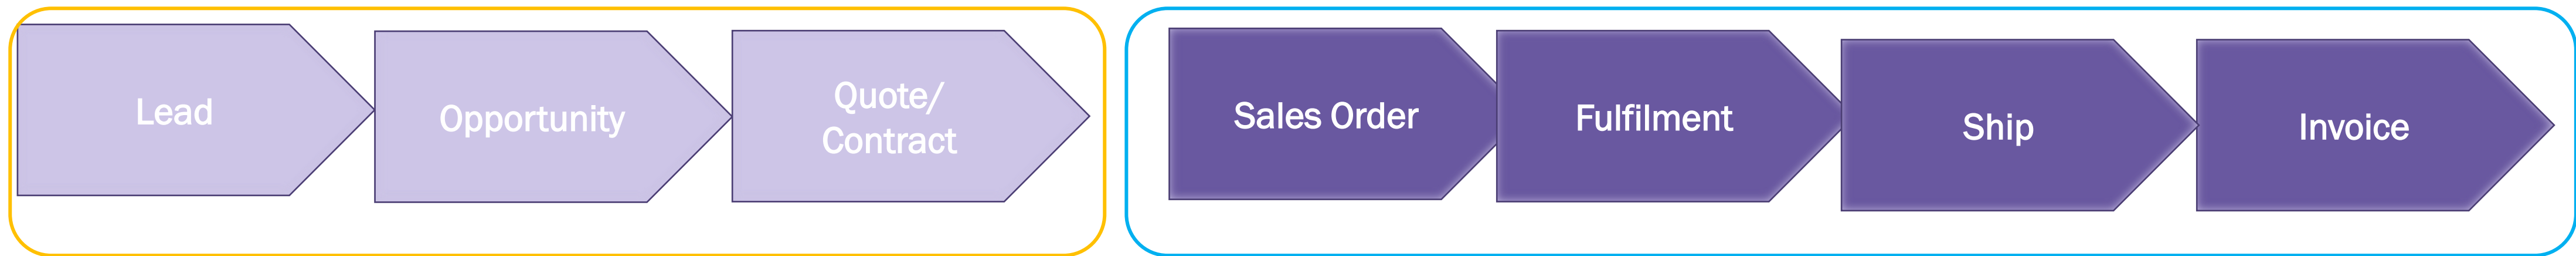 Lead
Opportunity
Quote/
Contract
Sales Order
Fulfilment
Ship
Invoice